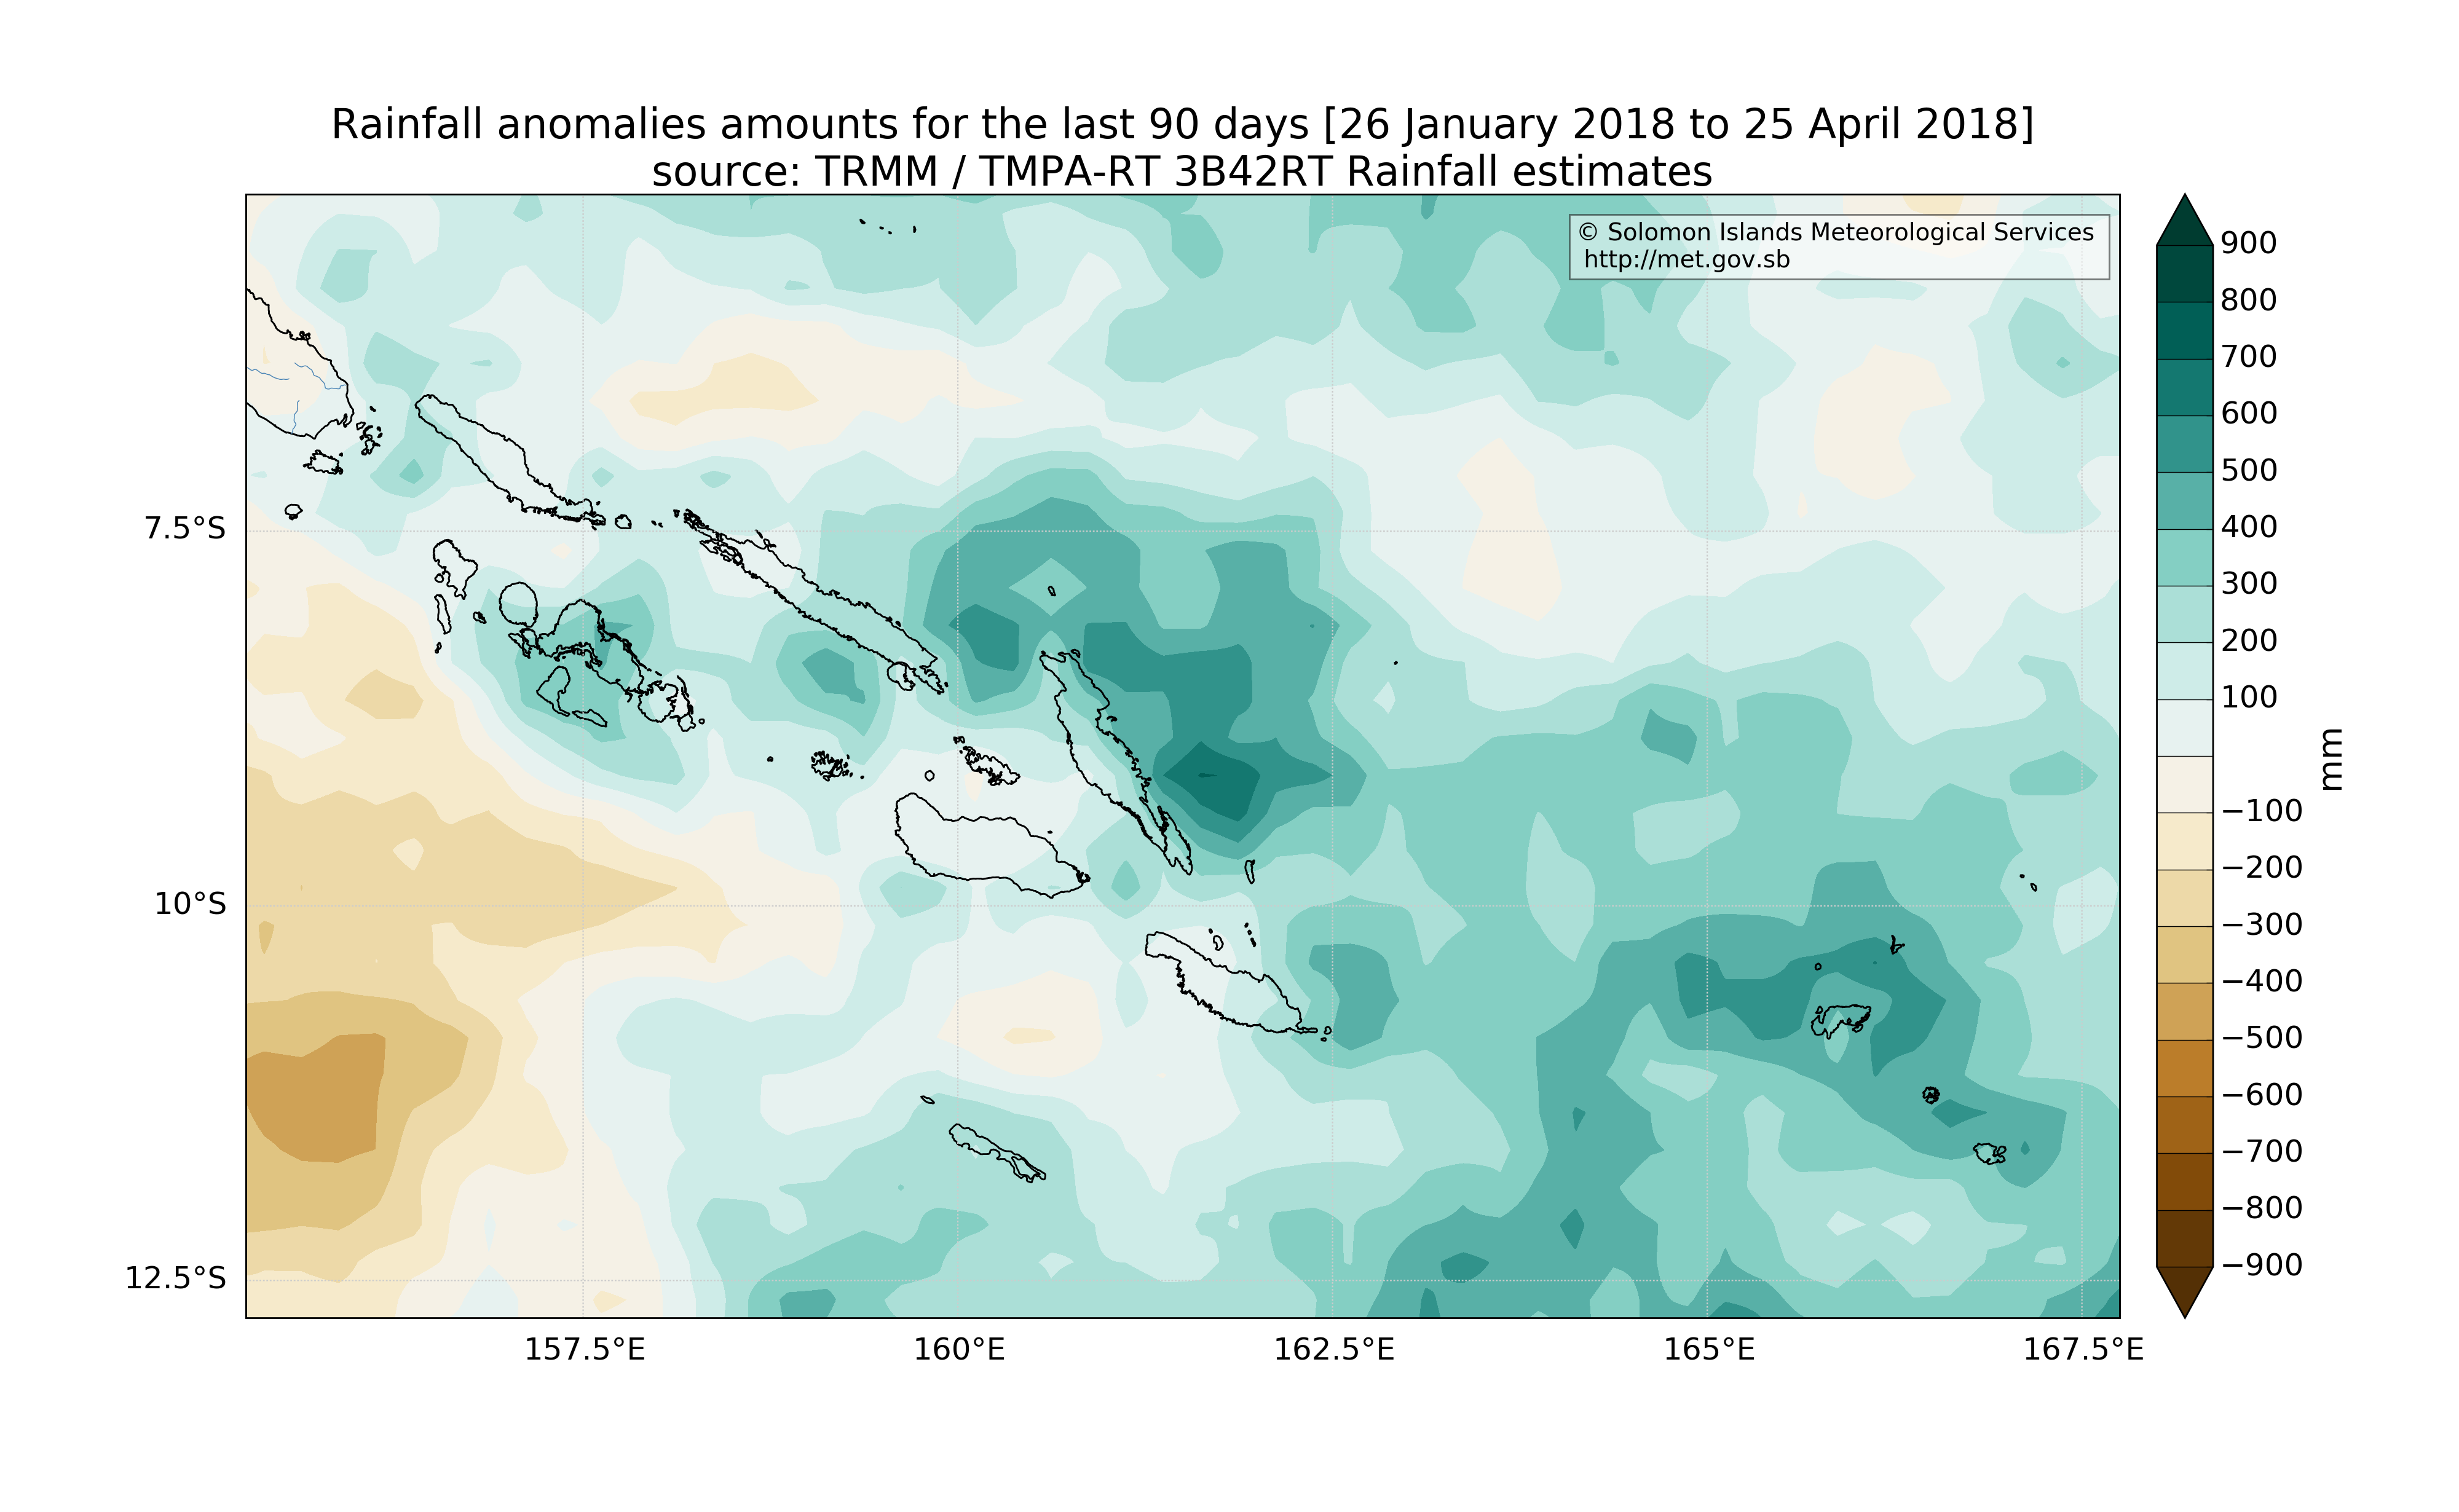 Rainfall anomalies amounts for the last 90 days [26 January 2018 to 25 April 2018]
source: TRMM / TMPA-RT 3B42RT Rainfall estimates
© Solomon Islands Meteorological Services
http://met.gov.sb
7.5°S
10°S
12.5°S
157.5°E
160°E
162.5°E
165°E
167.5°E
900
800
700
600
500
400
300
200
100
−100
−200
−300
−400
−500
−600
−700
−800
−900
mm